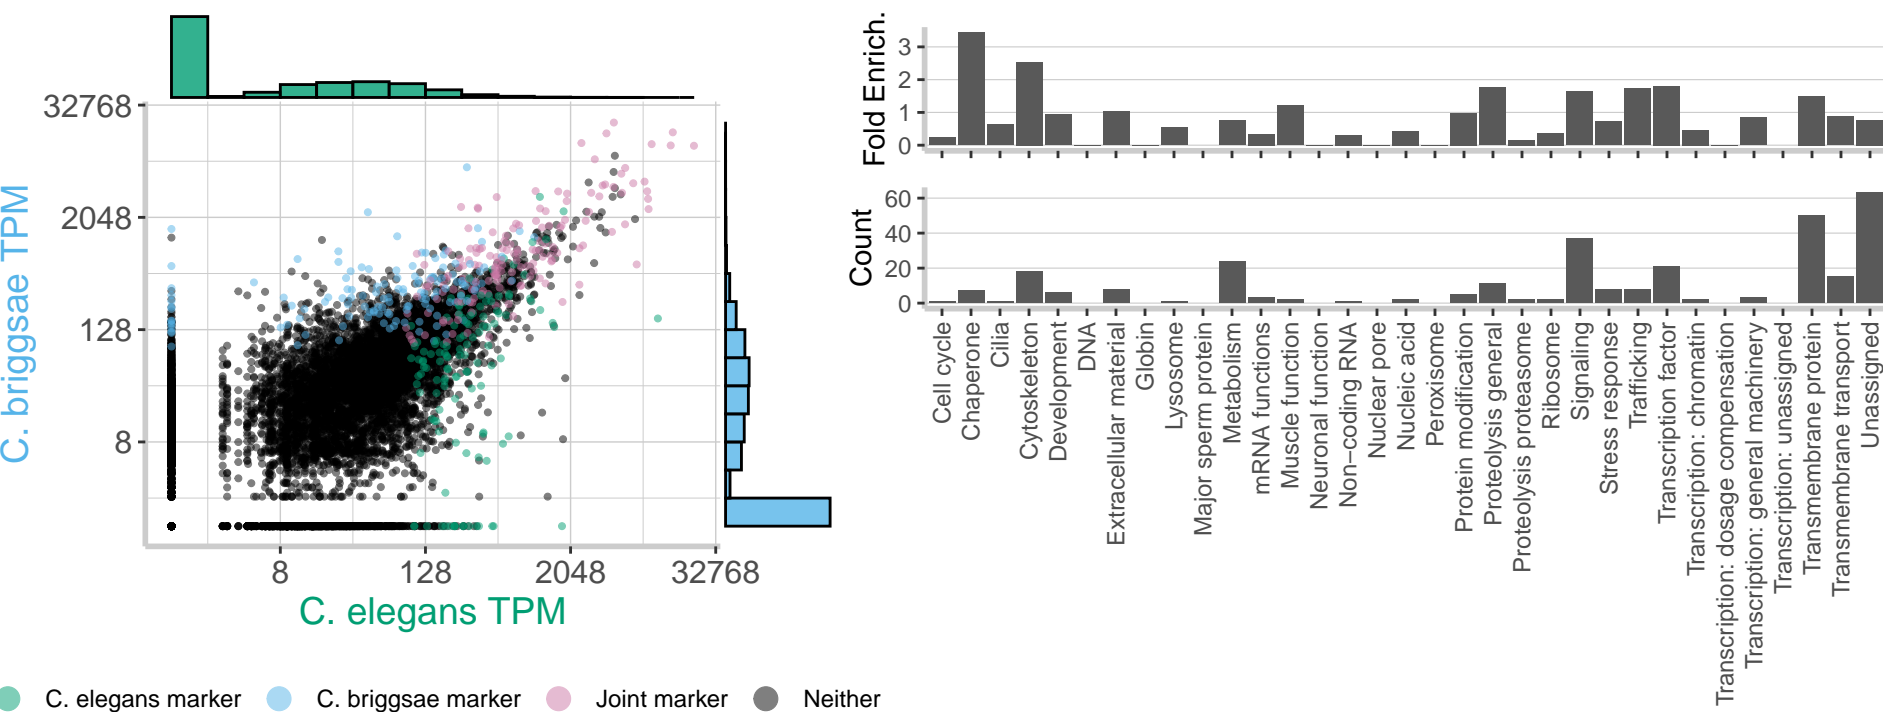 C. briggsae TPM
32768
2048
128
8
8
128
2048
32768
C. elegans TPM
C. elegans marker
C. briggsae marker
Joint marker
Neither
Fold Enrich.
3
2
1
0
Count
60
40
20
0
Cell cycle
Chaperone
Cilia
Cytoskeleton
Development
DNA
Extracellular material
Globin
Lysosome
Major sperm protein
Metabolism
mRNA functions
Muscle function
Neuronal function
Non−coding RNA
Nuclear pore
Nucleic acid
Peroxisome
Protein modification
Proteolysis general
Proteolysis proteasome
Ribosome
Signaling
Stress response
Trafficking
Transcription factor
Transcription: chromatin
Transcription: dosage compensation
Transcription: general machinery
Transcription: unassigned
Transmembrane protein
Transmembrane transport
Unassigned